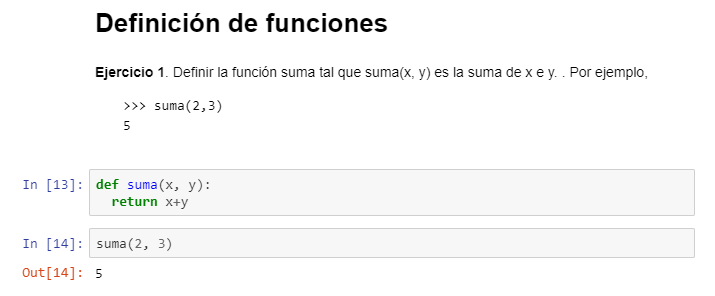 Definición de funciones
Ejercicio 1. Definir la función suma tal que suma(x, y) es la suma de x e y. . Por ejemplo,
>>> suma(2,3)
5
In [13]: def suma(x, y):
return x+y
In [14]: suma(2, 3)
Out[14]: 5